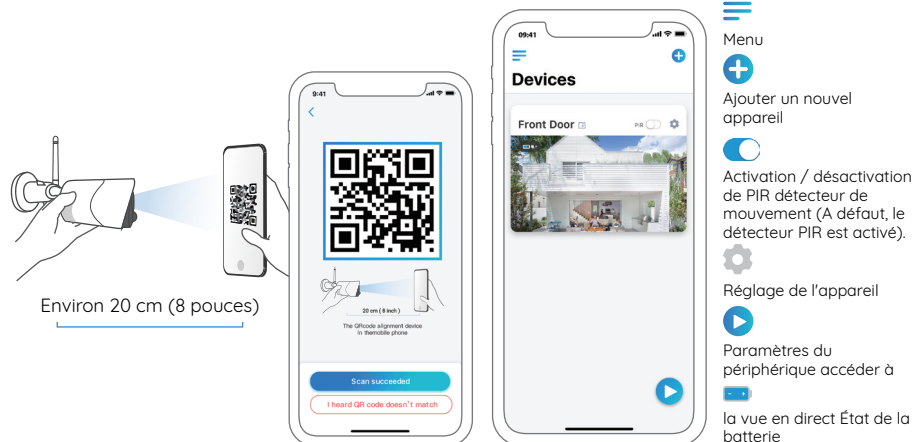 Environ 20 cm (8 pouces)
9:41
20 cm ( 8 inch )
The QRcode alignment device
in themobile phone
Scan succeeded
I heard QR code doesn't match
09:41
Devices
Front Door
PIR
Menu
Ajouter un nouvel
appareil
Activation / désactivation
de PIR détecteur de
mouvement (A défaut, le
détecteur PIR est activé).
Réglage de l'appareil
Paramètres du
périphérique accéder à
la vue en direct État de la
batterie